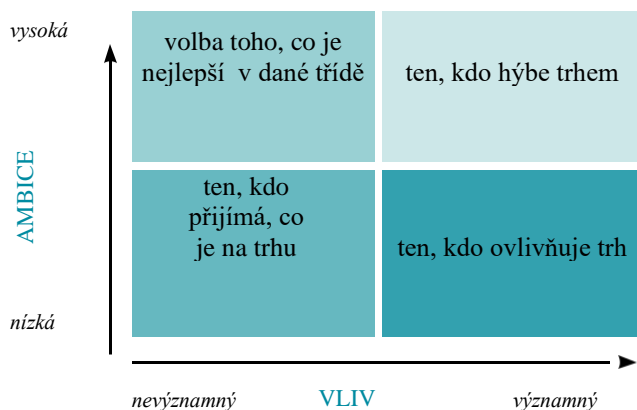 vysoká
volba toho, co je
nejlepší v dané třídě
ten, kdo hýbe trhem
AMBICE
ten, kdo
přijímá, co
je na trhu
ten, kdo ovlivňuje trh
nízká
nevýznamný
VLIV
významný